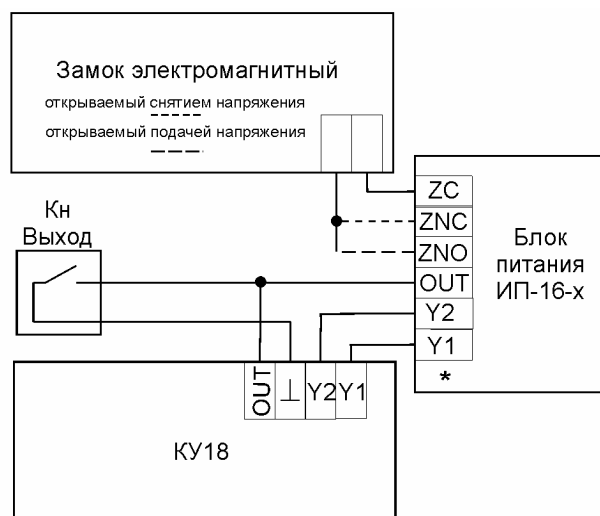 Замок электромагнитный
открываемый снятием напряжения
открываемый подачей напряжения
Кн
Выход
ZC
ZNC
ZNO
OUT
Y2
Y1
*
Блок
питания
ИП-16-х
OUT
⊥
Y2
Y1
КУ18